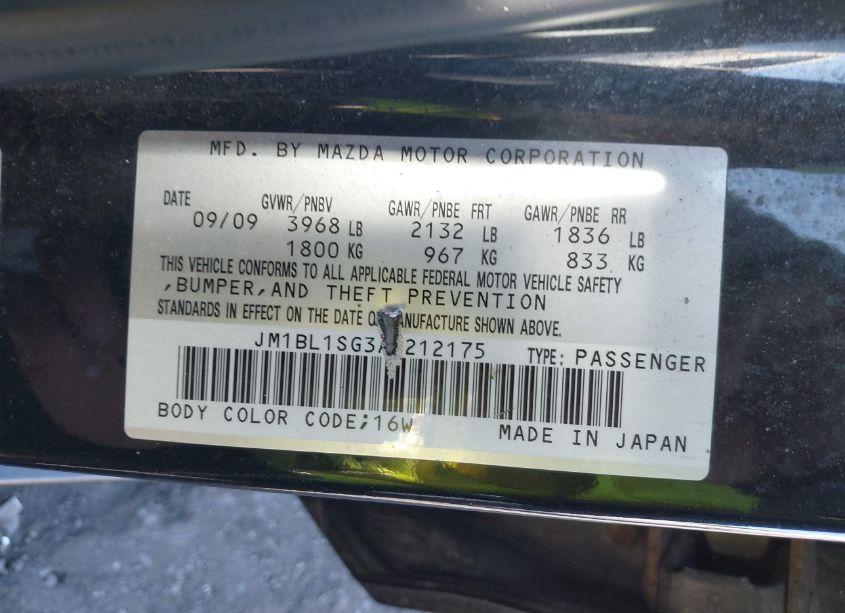 MFD. BY MAZDA MOTOR CORPORATION
DATE GVWR/PNBV GAWR/PNBE FRT GAWR/PNBE RR
09/09 3968 LB 2132 LB 1836 LB
1800 KG 967 KG 833 KG
THIS VEHICLE CONFORMS TO ALL APPLICABLE FEDERAL MOTOR VEHICLE SAFETY
,BUMPER,AND THEFT PREVENTION
STANDARDS IN EFFECT ON THE DATE OF MANUFACTURE SHOWN ABOVE.
TYPE: PASSENGER
BODY COLOR CODE;16W
MADE IN JAPAN